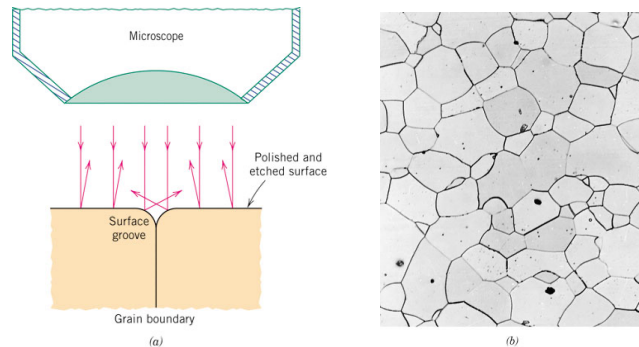 Microscope
Polished and
etched surface
Surface
groove
Grain boundary
(a)
(b)